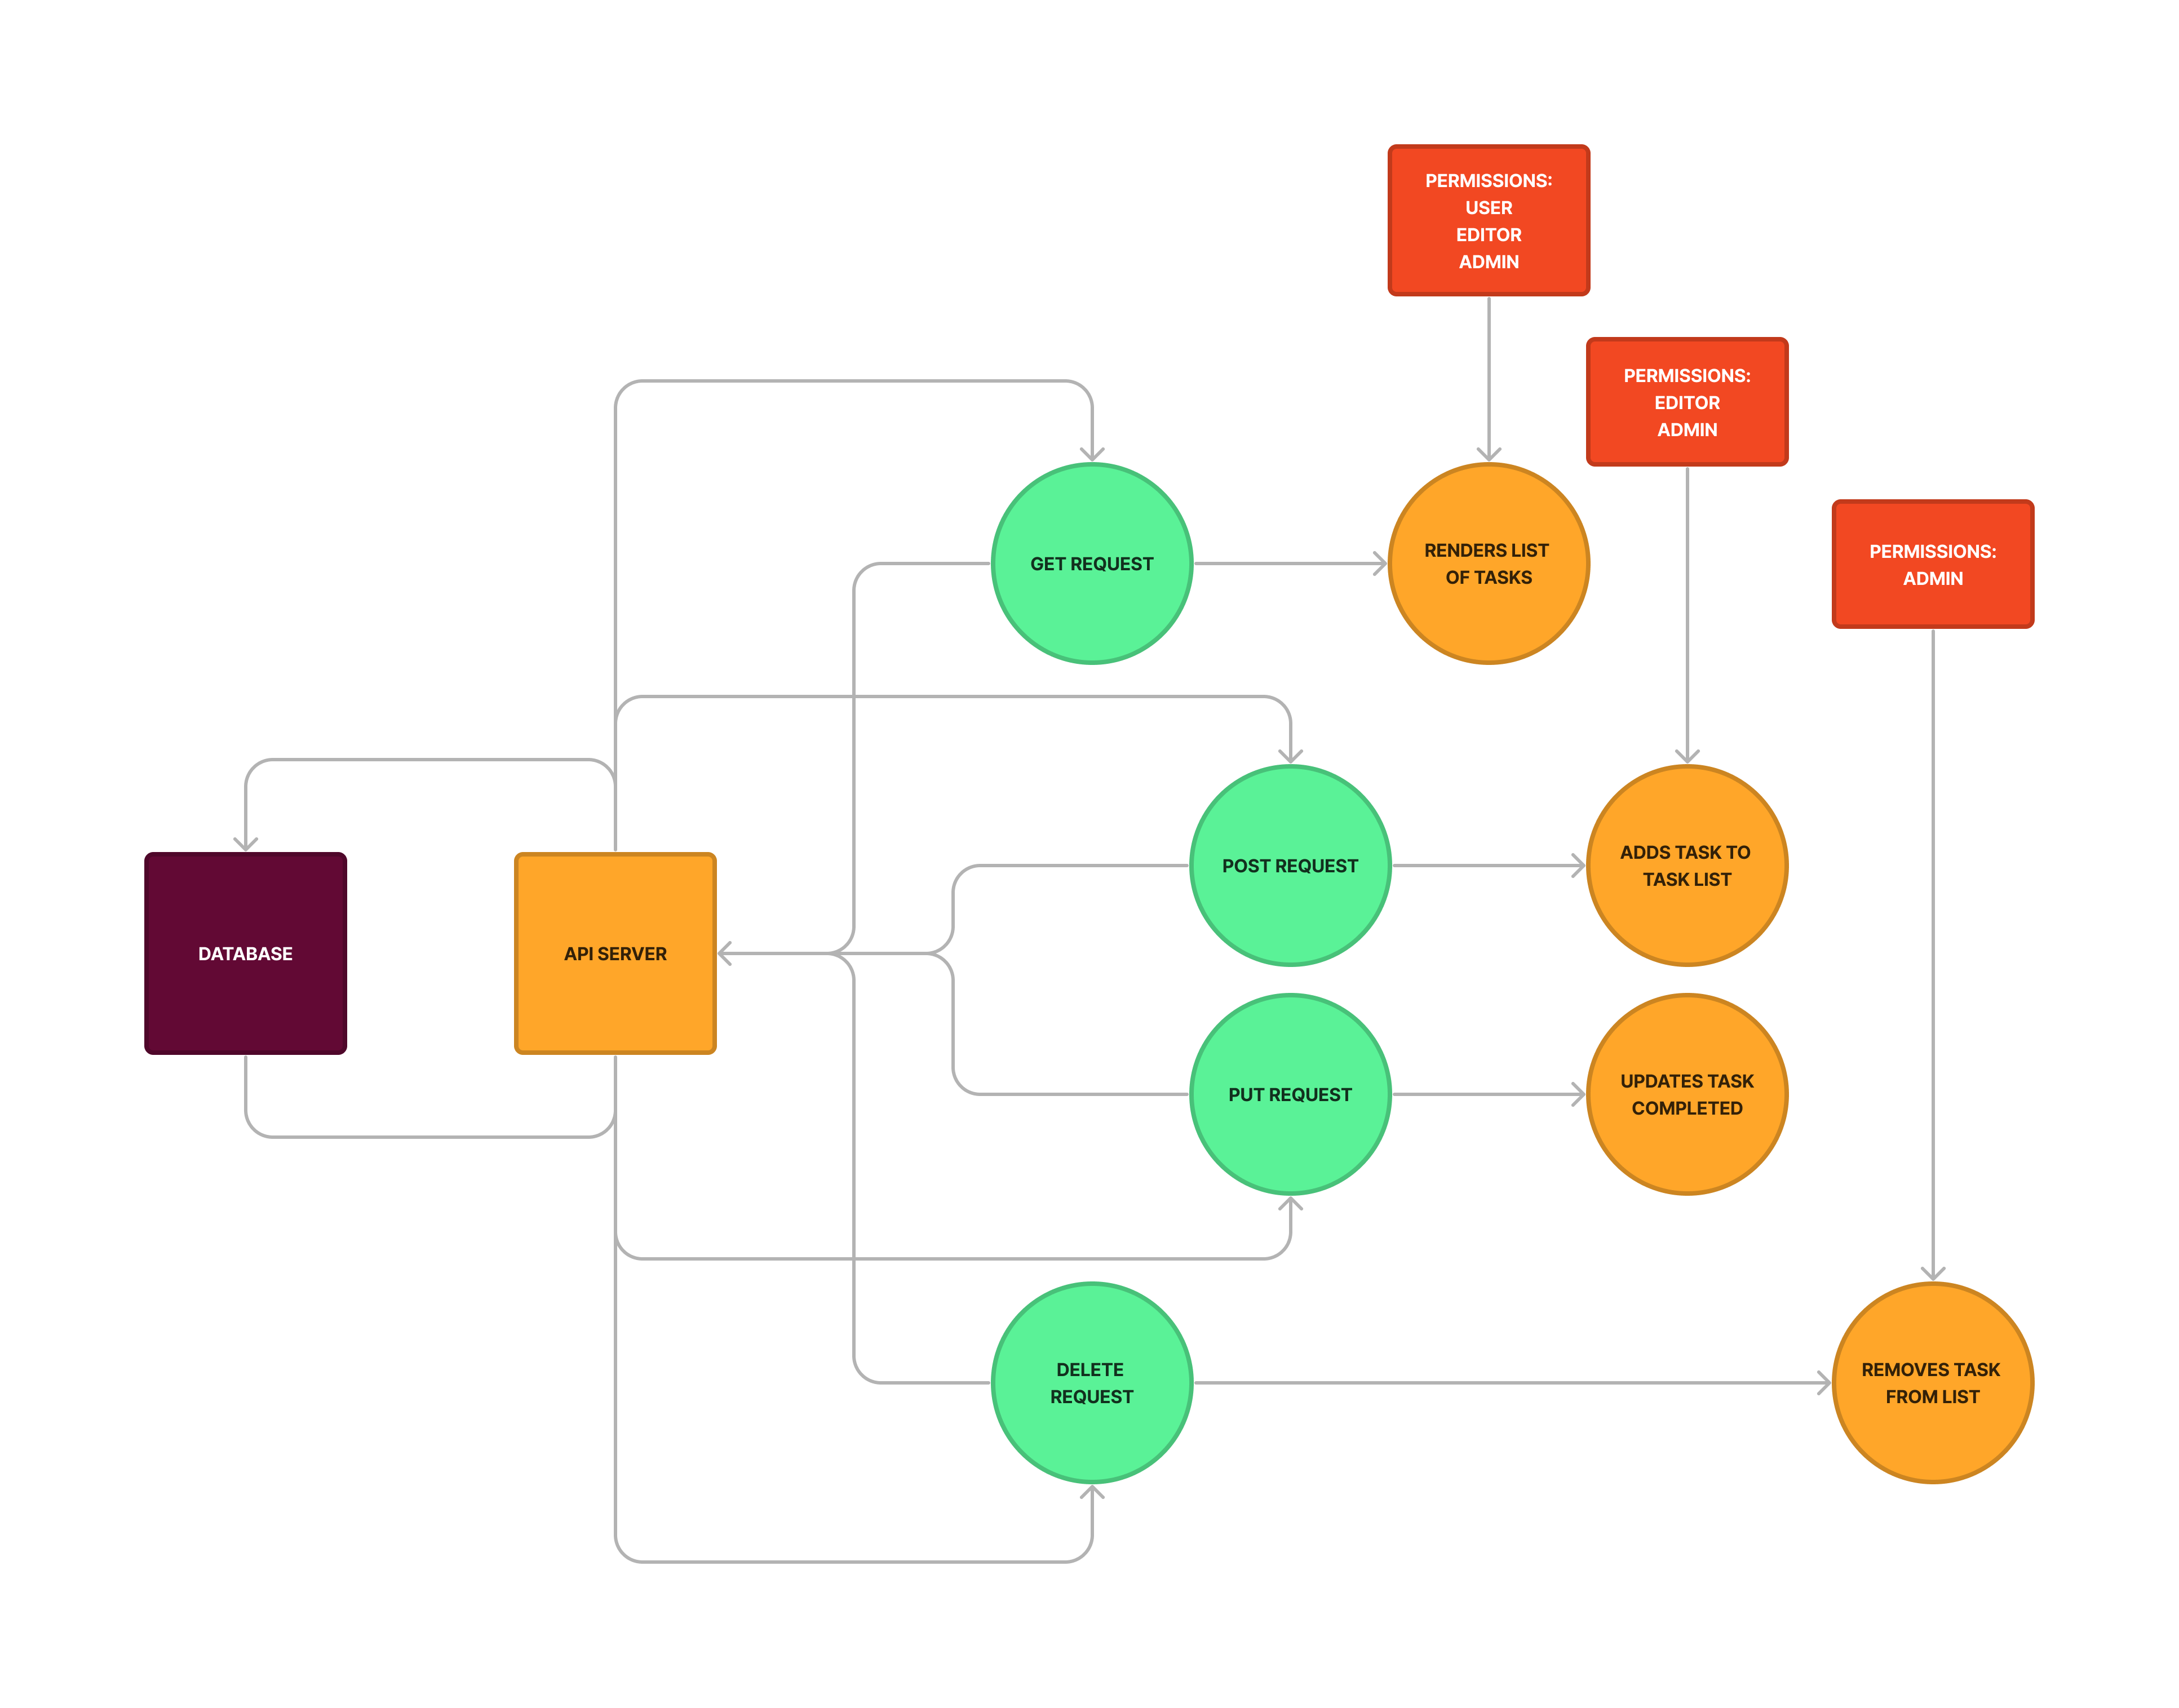 PERMISSIONS:
USER
EDITOR
ADMIN
PERMISSIONS:
EDITOR
ADMIN
PERMISSIONS:
ADMIN
GET REQUEST
RENDERS LIST
OF TASKS
POST REQUEST
ADDS TASK TO
TASK LIST
DATABASE
API SERVER
PUT REQUEST
UPDATES TASK
COMPLETED
DELETE
REQUEST
REMOVES TASK
FROM LIST